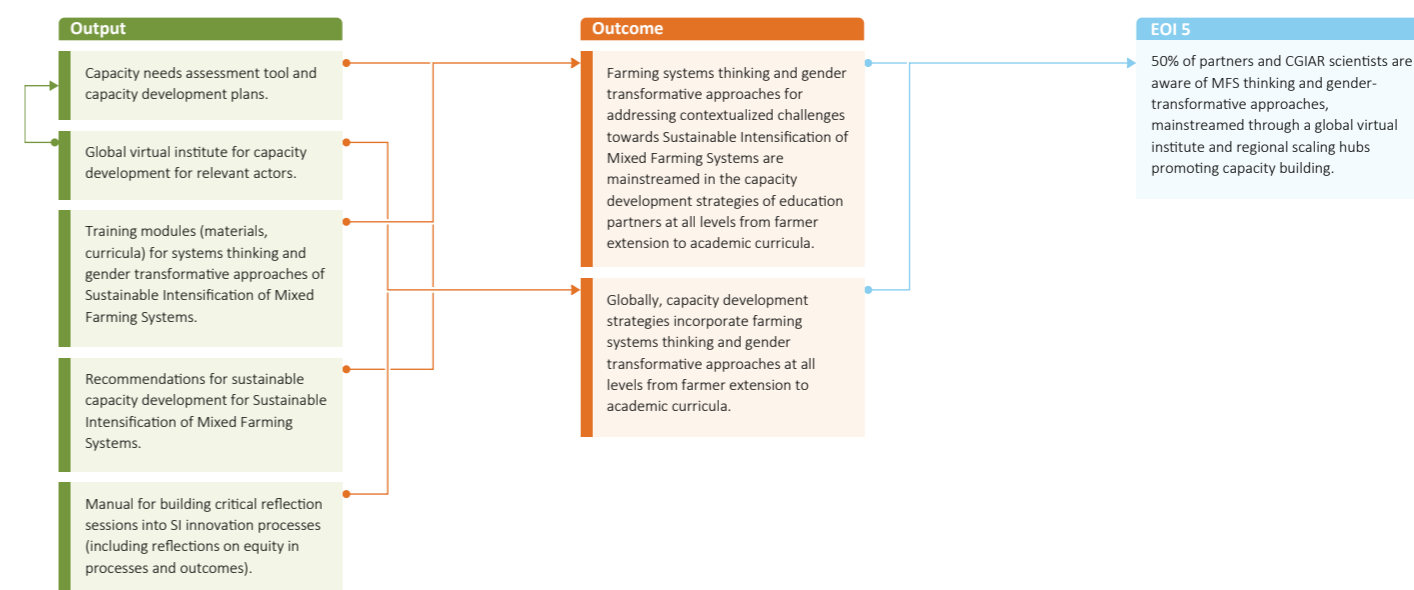 Output
Capacity needs assessment tool and
capacity development plans.
Global virtual institute for capacity
development for relevant actors.
Training modules (materials,
curricula) for systems thinking and
gender transformative approaches of
Sustainable Intensification of Mixed
Farming Systems.
Recommendations for sustainable
capacity development for Sustainable
Intensification of Mixed Farming
Systems.
Manual for building critical reflection
sessions into SI innovation processes
(including reflections on equity in
processes and outcomes).
Outcome
Farming systems thinking and gender
transformative approaches for
addressing contextualized challenges
towards Sustainable Intensification of
Mixed Farming Systems are
mainstreamed in the capacity
development strategies of education
partners at all levels from farmer
extension to academic curricula.
Globally, capacity development
strategies incorporate farming
systems thinking and gender
transformative approaches at all
levels from farmer extension to
academic curricula.
EOI 5
50% of partners and CGIAR scientists are
aware of MFS thinking and gender-
transformative approaches,
mainstreamed through a global virtual
institute and regional scaling hubs
promoting capacity building.